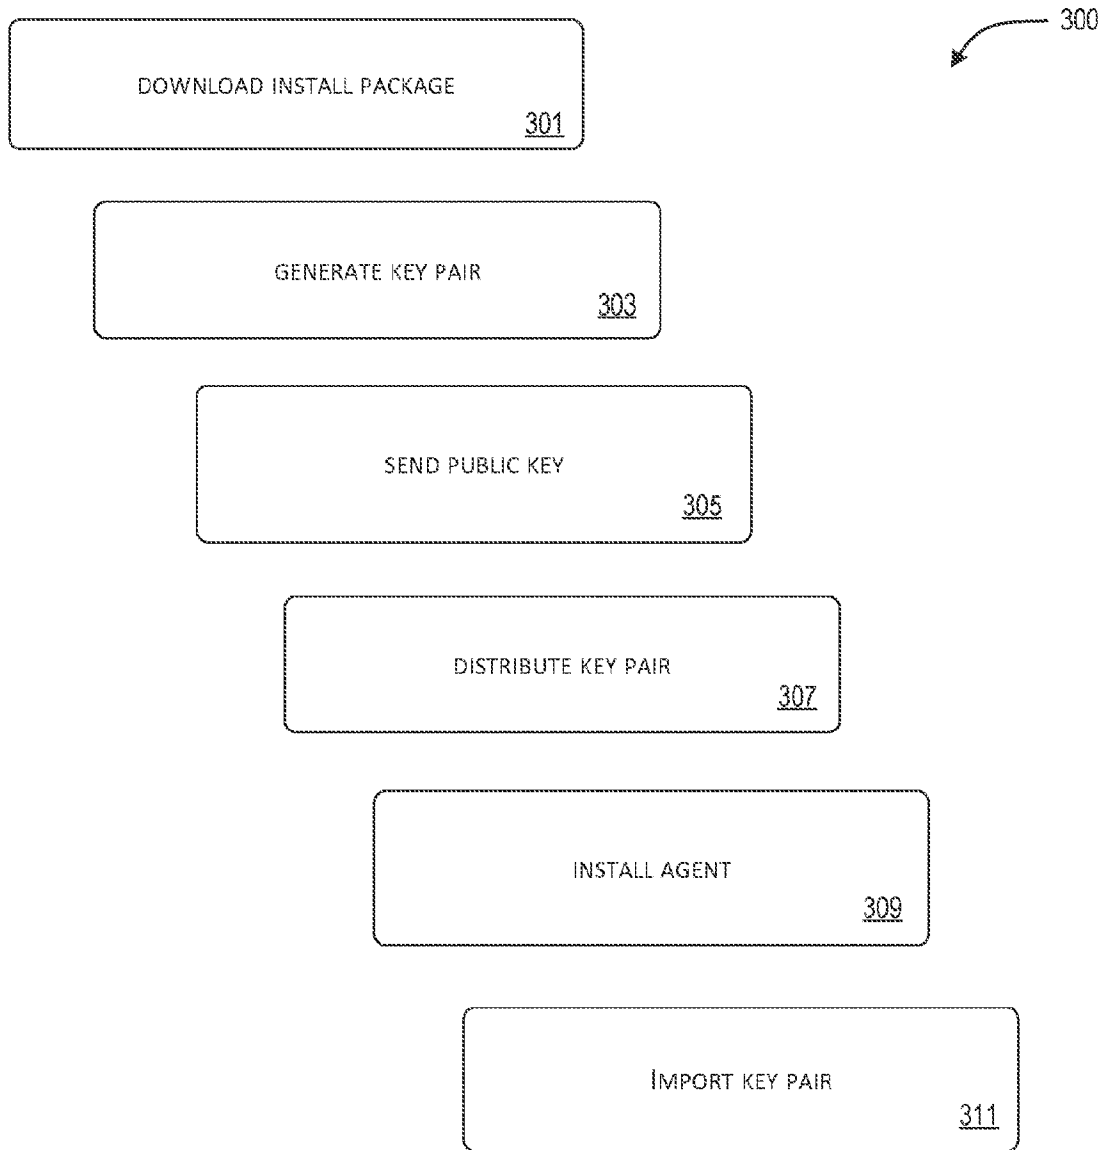 300
DOWNLOAD INSTALL PACKAGE
301
GENERATE KEY PAIR
303
SEND PUBLIC KEY
305
DISTRIBUTE KEY PAIR
307
INSTALL AGENT
309
IMPORT KEY PAIR
311